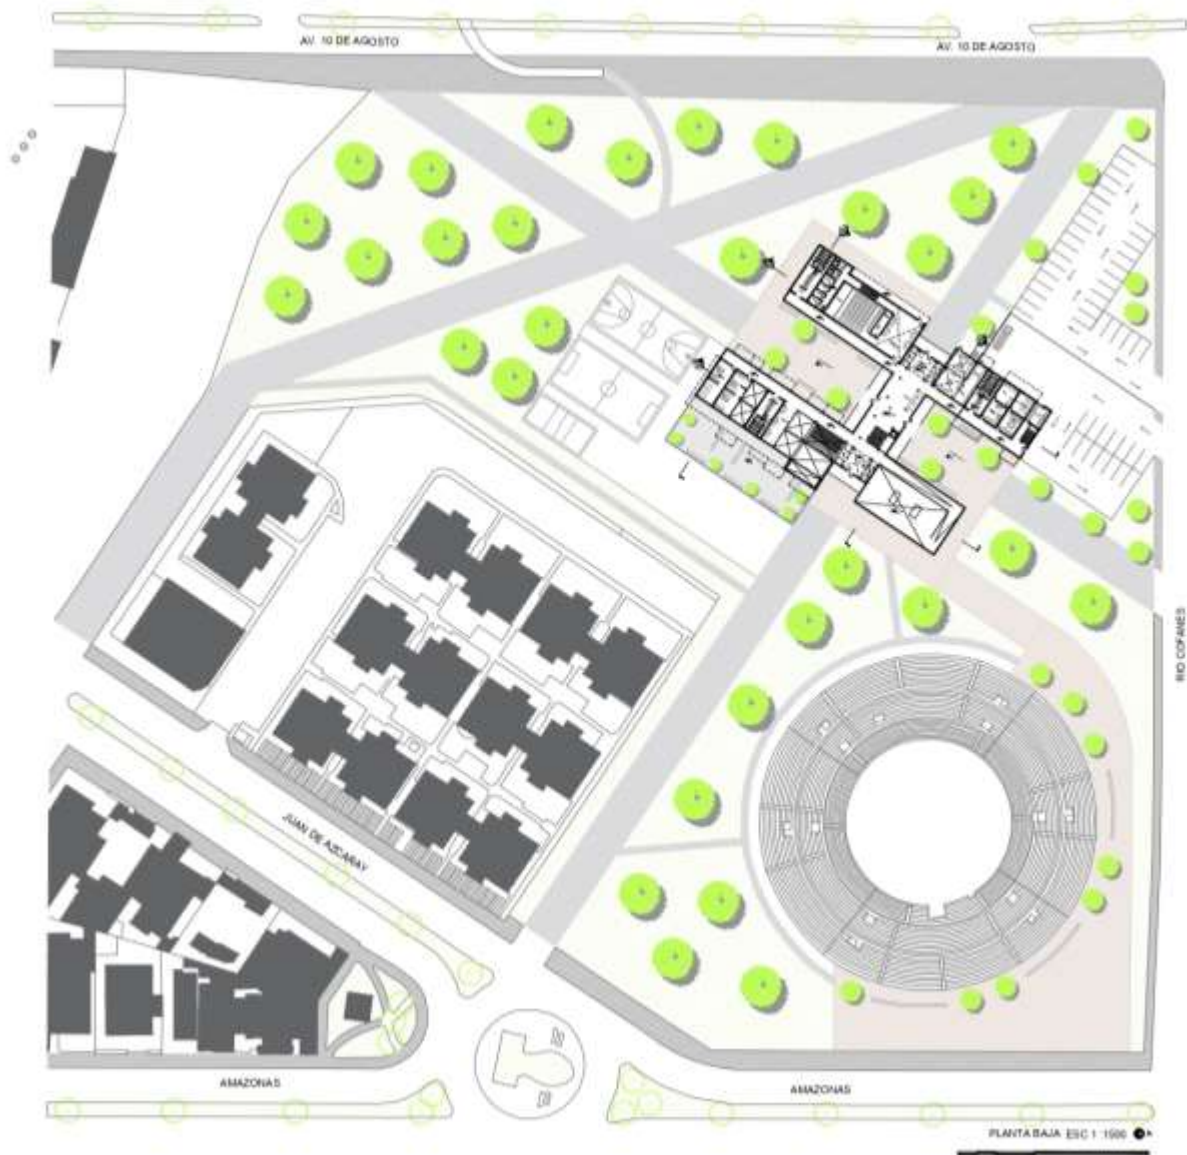 AV. 10 DE AGOSTO
AV. 10 DE AGOSTO
RIO COFANES
JUAN DE AZCARAY
AMAZONAS
AMAZONAS
PLANTA BAJA ESC 1 :1500